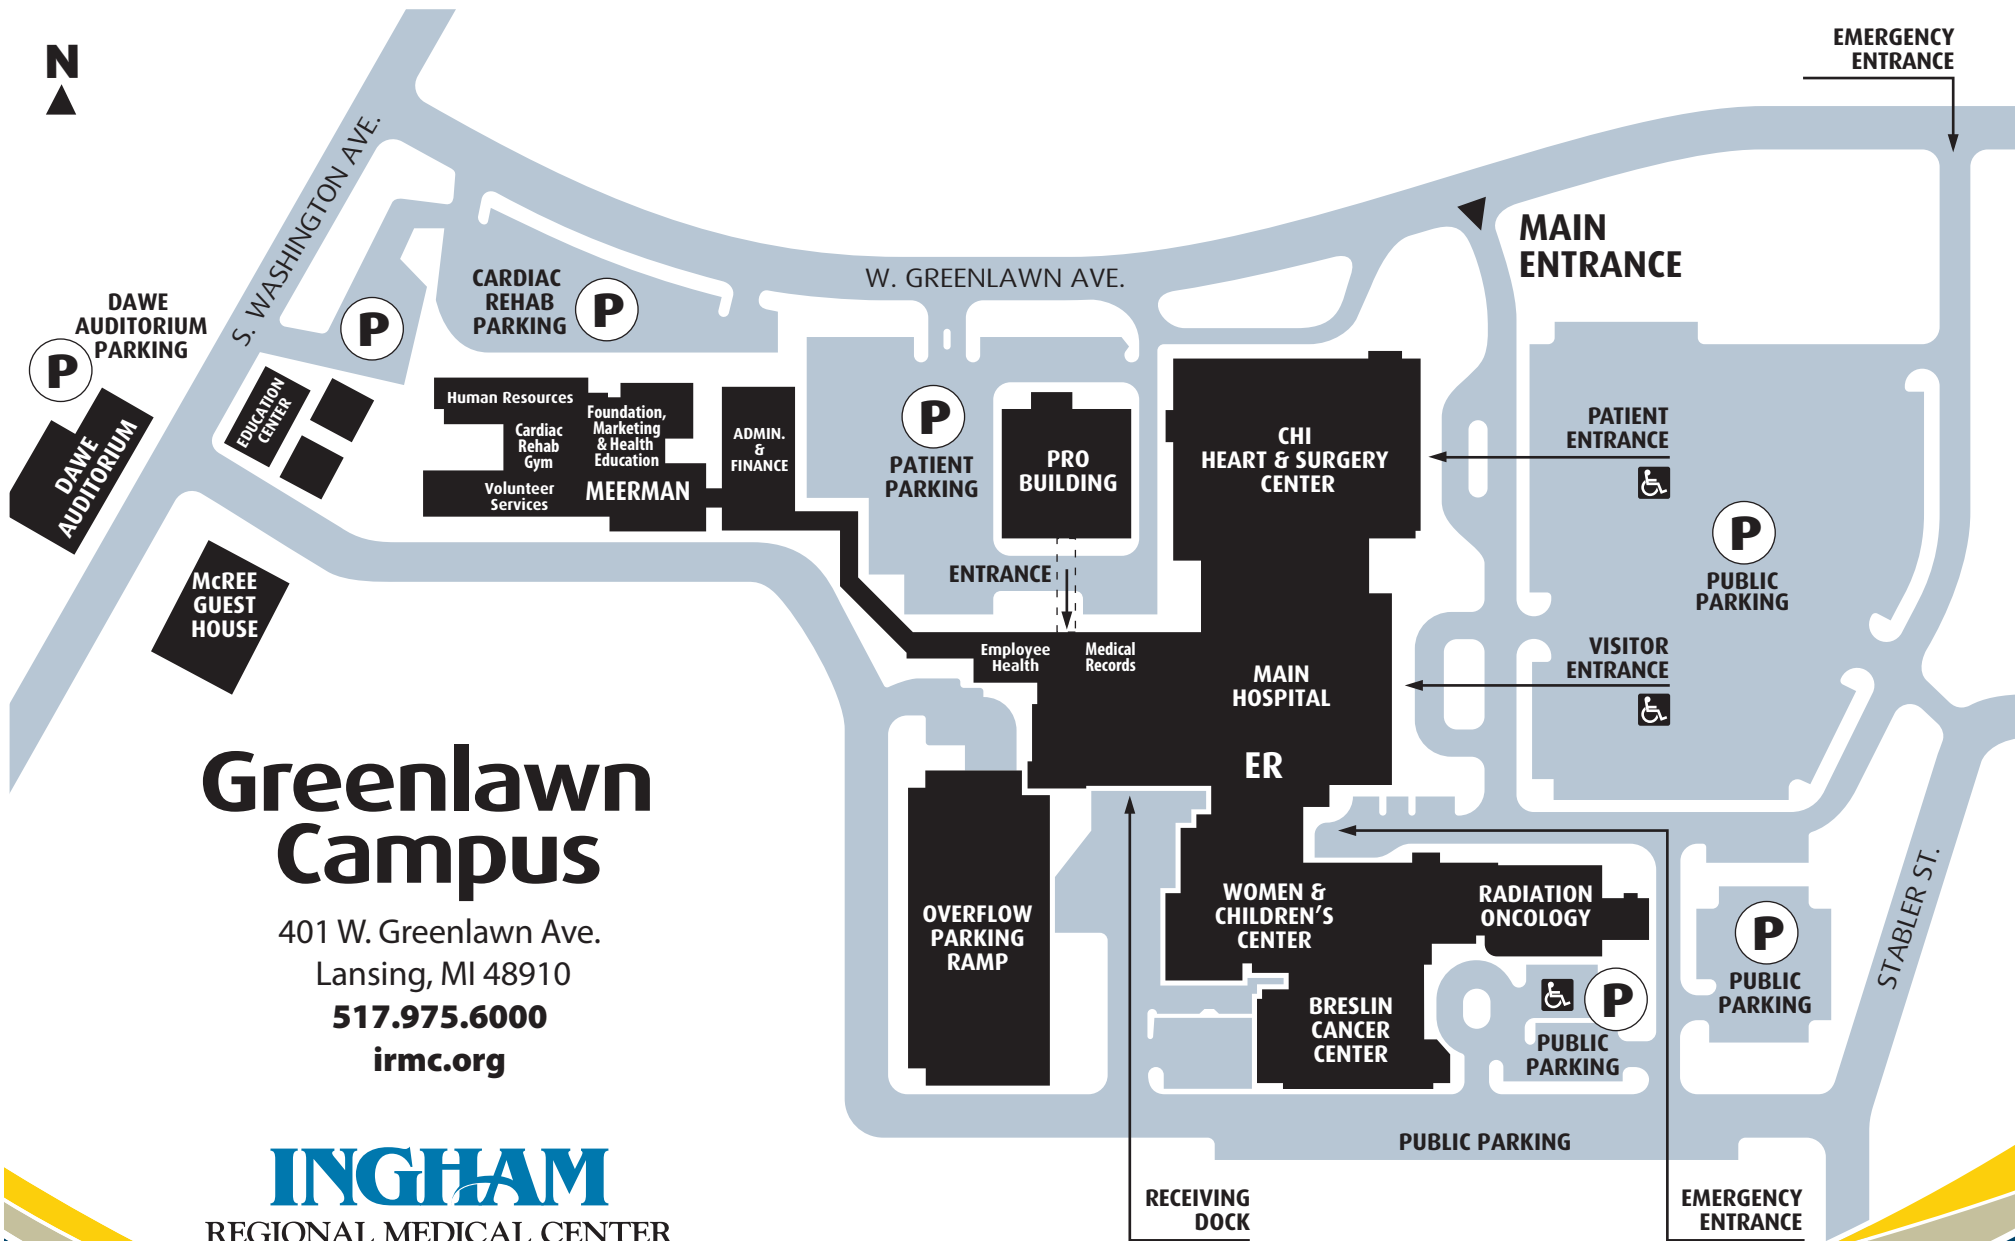 N
EMERGENCY
ENTRANCE
S. WASHINGTON AVE.
MAIN
ENTRANCE
W. GREENLAWN AVE.
CARDIAC
REHAB
PARKING
P
P
DAWE
AUDITORIUM
PARKING
P
DAWE
AUDITORIUM
EDUCATION
CENTER
Human Resources
Foundation,
Marketing
& Health
Education
Cardiac
Rehab
Gym
Volunteer
Services
MEERMAN
ADMIN.
&
FINANCE
P
PATIENT
PARKING
PRO
BUILDING
CHI
HEART & SURGERY
CENTER
PATIENT
ENTRANCE
P
PUBLIC
PARKING
ENTRANCE
McREE
GUEST
HOUSE
Employee
Health
Medical
Records
MAIN
HOSPITAL
VISITOR
ENTRANCE
ER
Greenlawn
Campus
401 W. Greenlawn Ave.
Lansing, MI 48910
517.975.6000
irmc.org
OVERFLOW
PARKING
RAMP
WOMEN &
CHILDREN'S
CENTER
RADIATION
ONCOLOGY
P
PUBLIC
PARKING
STABLER ST.
BRESLIN
CANCER
CENTER
P
PUBLIC
PARKING
PUBLIC PARKING
RECEIVING
DOCK
EMERGENCY
ENTRANCE
INGHAM
REGIONAL MEDICAL CENTER